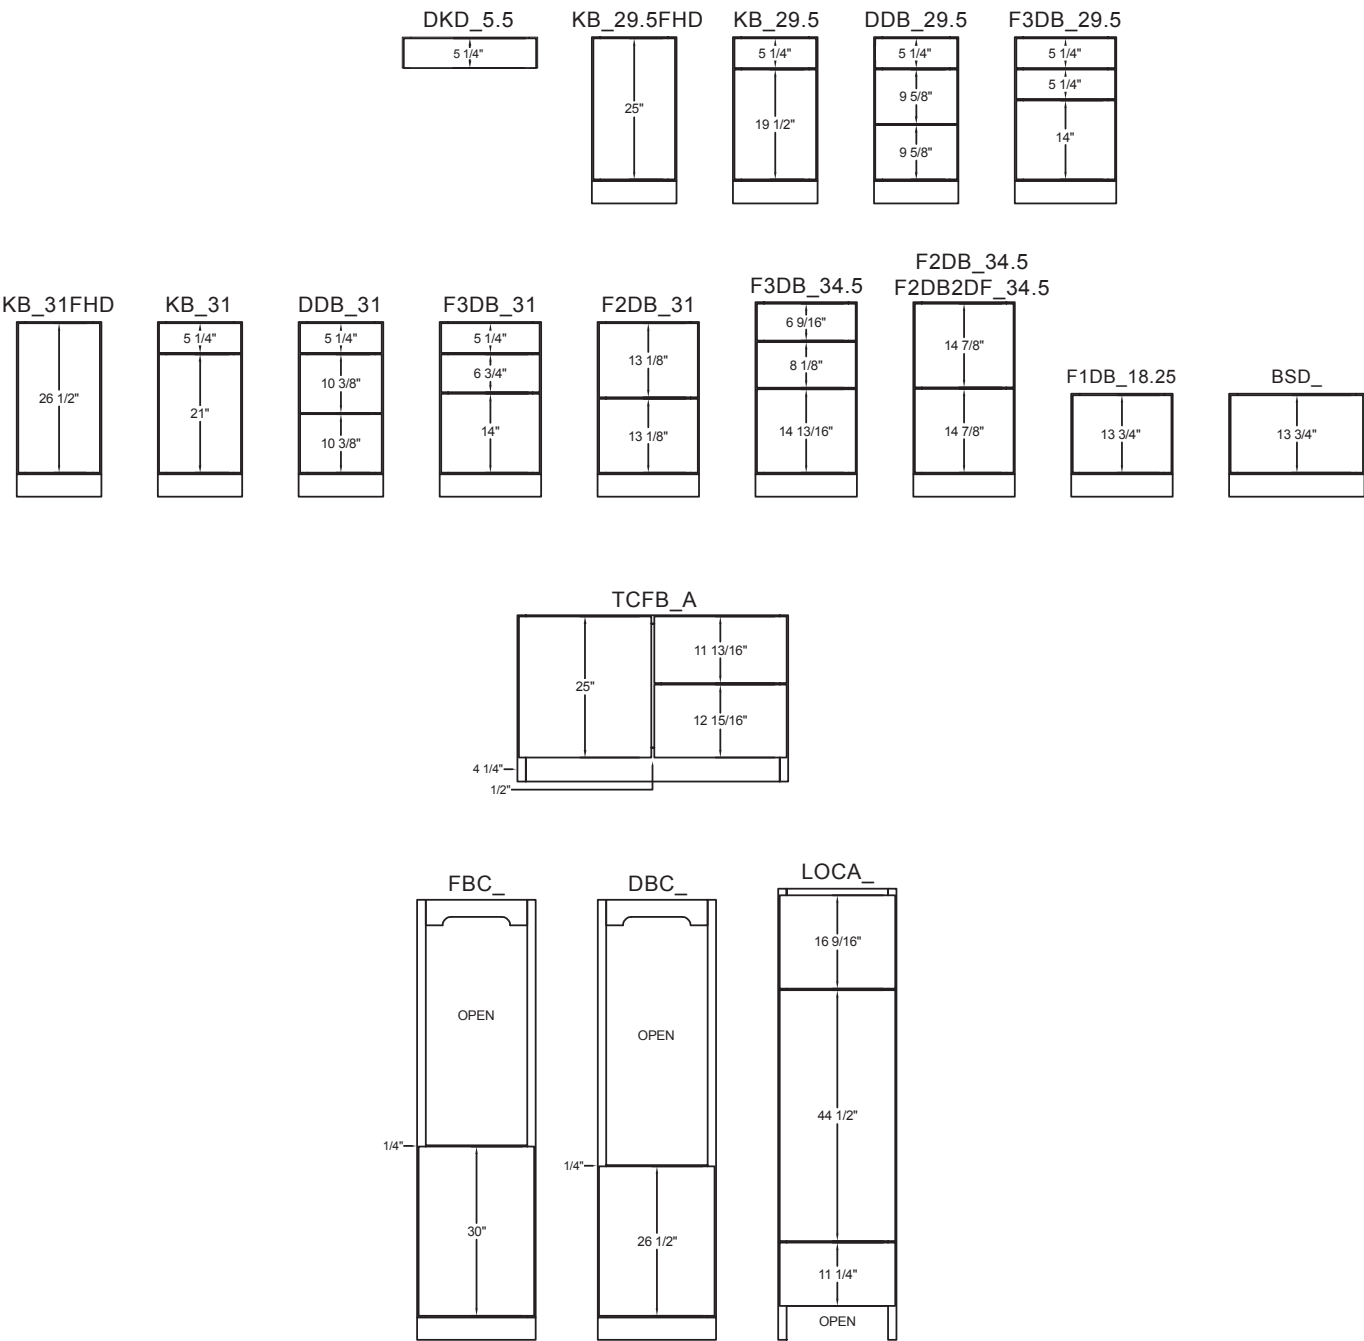 DKD_5.5
KB_29.5FHD
KB_29.5
DDB_29.5
F3DB_29.5
5 1/4"
25"
5 1/4"
19 1/2"
5 1/4"
9 5/8"
9 5/8"
5 1/4"
5 1/4"
14"
KB_31FHD
KB_31
DDB_31
F3DB_31
F2DB_31
F3DB_34.5
F2DB_34.5
F2DB2DF_34.5
F1DB_18.25
BSD_
26 1/2"
5 1/4"
21"
5 1/4"
10 3/8"
10 3/8"
5 1/4"
6 3/4"
14"
13 1/8"
13 1/8"
6 9/16"
8 1/8"
14 13/16"
14 7/8"
14 7/8"
13 3/4"
13 3/4"
TCFB_A
25"
11 13/16"
12 15/16"
4 1/4"
1/2"
FBC_
DBC_
LOCA_
OPEN
1/4"
30"
OPEN
1/4"
26 1/2"
16 9/16"
44 1/2"
11 1/4"
OPEN